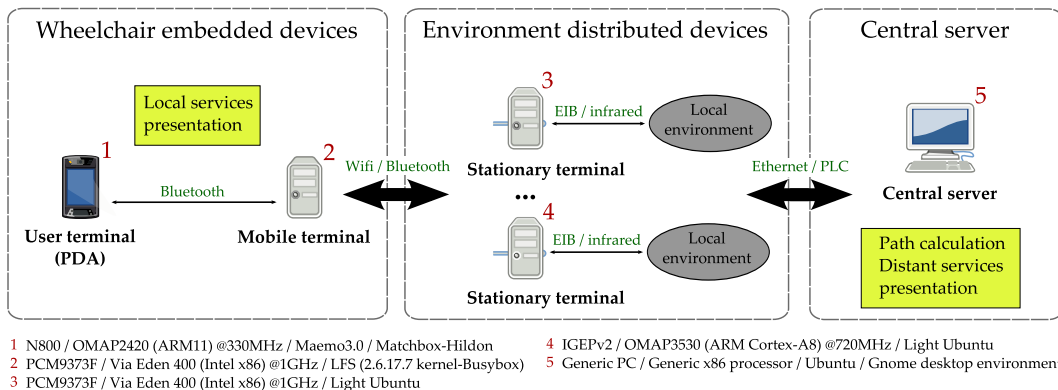 Wheelchair embedded devices
Local services
presentation
1
2
Bluetooth
User terminal
(PDA)
Mobile terminal
Wifi / Bluetooth
Environment distributed devices
3
EIB / infrared
Local
environment
Stationary terminal
...
4
EIB / infrared
Local
environment
Stationary terminal
Ethernet / PLC
Central server
5
Central server
Path calculation
Distant services
presentation
1 N800 / OMAP2420 (ARM11) @330MHz / Maemo3.0 / Matchbox-Hildon
2 PCM9373F / Via Eden 400 (Intel x86) @1GHz / LFS (2.6.17.7 kernel-Busybox)
3 PCM9373F / Via Eden 400 (Intel x86) @1GHz / Light Ubuntu
4 IGEPv2 / OMAP3530 (ARM Cortex-A8) @720MHz / Light Ubuntu
5 Generic PC / Generic x86 processor / Ubuntu / Gnome desktop environmen